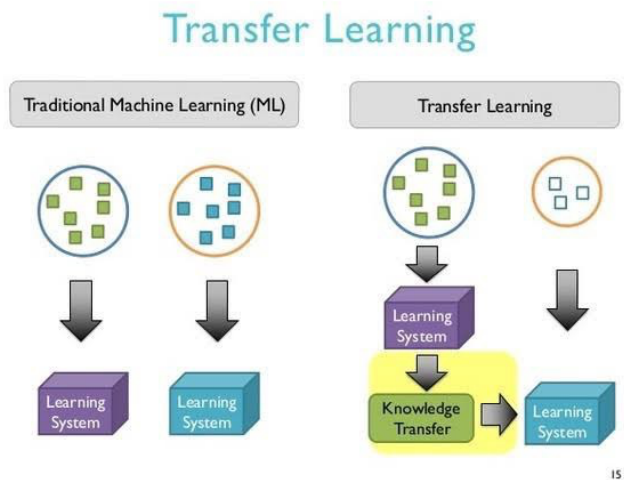 Transfer Learning
Traditional Machine Learning (ML)
Transfer Learning
Learning
System
Learning
System
Learning
System
Knowledge
Transfer
Learning
System
15